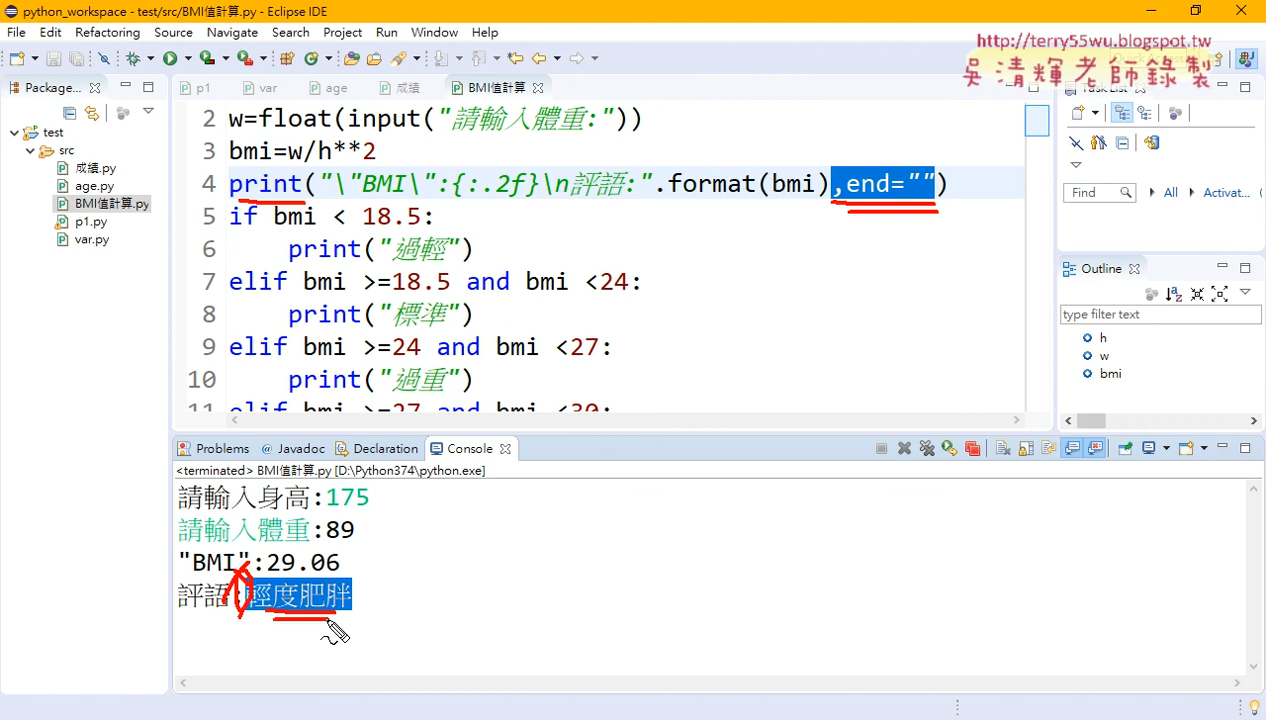 python_workspace - test/src/BMI值計算.py - Eclipse IDE
File Edit Refactoring Source Navigate Search Project Run Window Help
http://terry55wu.blogspot.tw
吳清輝老師錄製
Package...
p1 var age 成績 BMI值計算
test
src
成績.py
age.py
BMI值計算.py
p1.py
var.py
2 w=float(input("請輸入體重:"))
3 bmi=w/h**2
4 print("\"BMI\":{:.2f}\n評語:".format(bmi),end="")
5 if bmi < 18.5:
6 print("過輕")
7 elif bmi >=18.5 and bmi <24:
8 print("標準")
9 elif bmi >=24 and bmi <27:
10 print("過重")
11 elif bmi >=27 and bmi <30:
Find All Activat...
Outline
type filter text
h
w
bmi
Problems Javadoc Declaration Console
<terminated> BMI值計算.py [D:\Python374\python.exe]
請輸入身高:175
請輸入體重:89
"BMI":29.06
評語:輕度肥胖